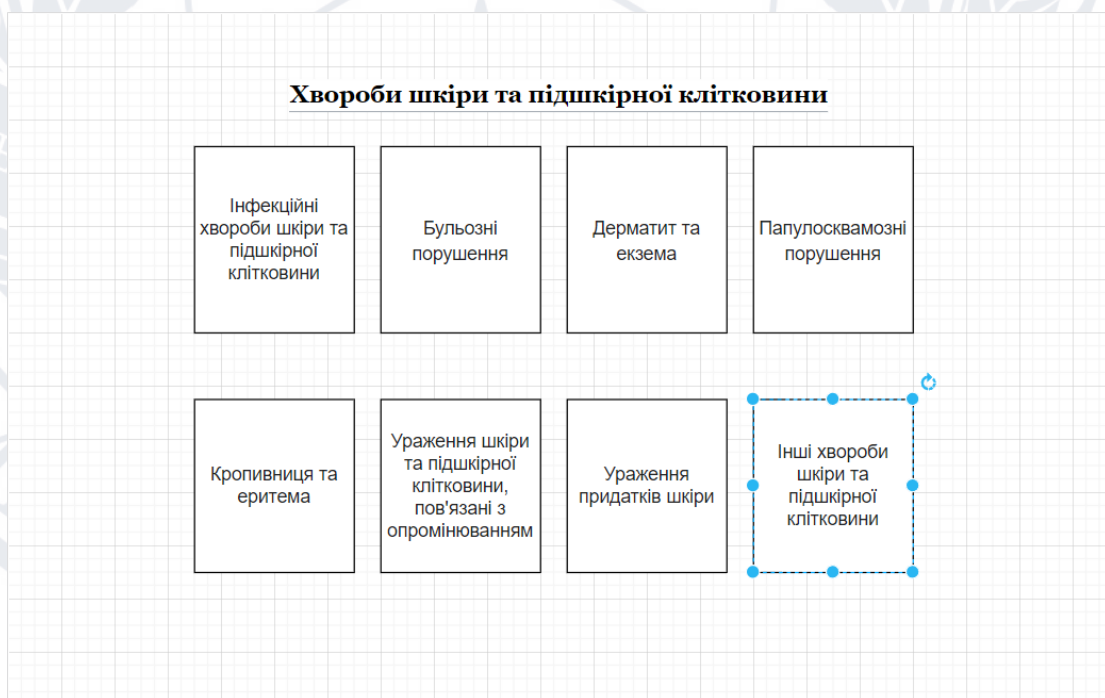 Хвороби шкіри та підшкірної клітковини
Інфекційні
хвороби шкіри та
підшкірної
клітковини
Бульозні
порушення
Дерматит та
екзема
Папулосквамозні
порушення
Кропивниця та
еритема
Ураження шкіри
та підшкірної
клітковини,
пов'язані з
опромінюванням
Ураження
придатків шкіри
Інші хвороби
шкіри та
підшкірної
клітковини